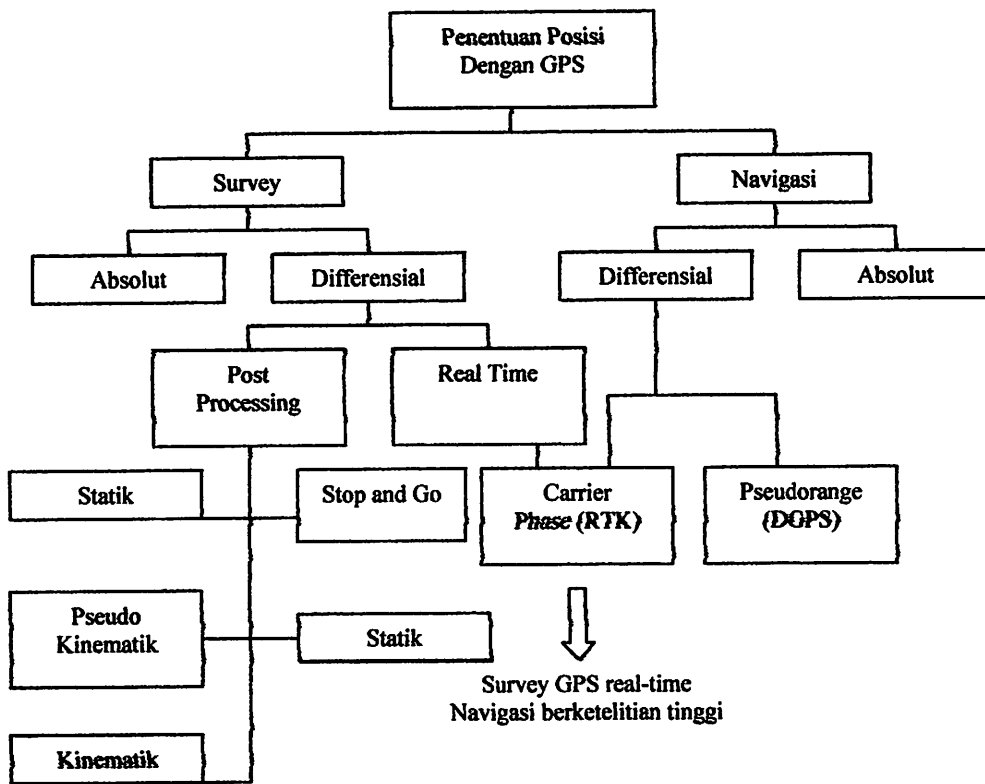 Penentuan Posisi
Dengan GPS
Survey
Navigasi
Absolut
Differensial
Differensial
Absolut
Post
Processing
Real Time
Statik
Stop and Go
Carrier
Phase (RTK)
Pseudorange
(DGPS)
Pseudo
Kinematik
Statik
Survey GPS real-time
Navigasi berketelitian tinggi
Kinematik